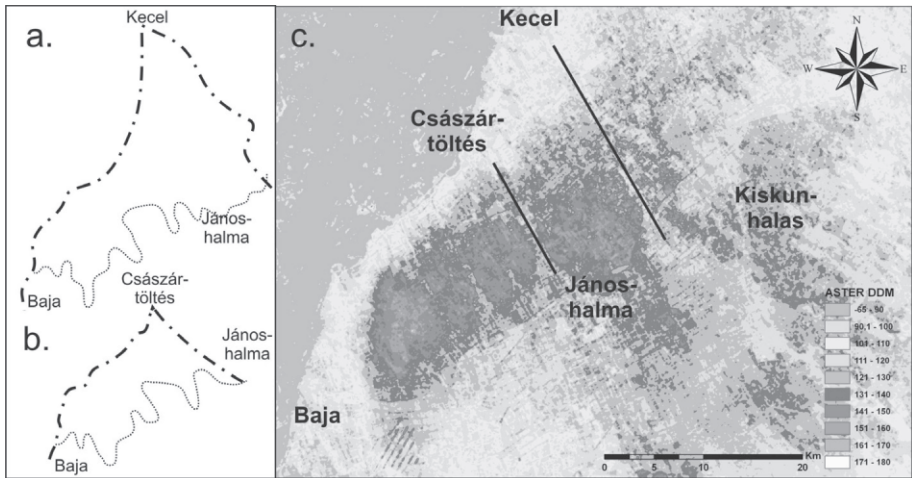 a.
Kecel
János-
halma
Baja
b.
Császár-
töltés
János-
halma
Baja
c.
Kecel
Császár-
töltés
Kiskun-
halas
János-
halma
Baja
N
W E
S
ASTER DDM
-65 - 90
90,1 - 100
101 - 110
111 - 120
121 - 130
131 - 140
141 - 150
151 - 160
161 - 170
171 - 180
Km
0 5 10 20